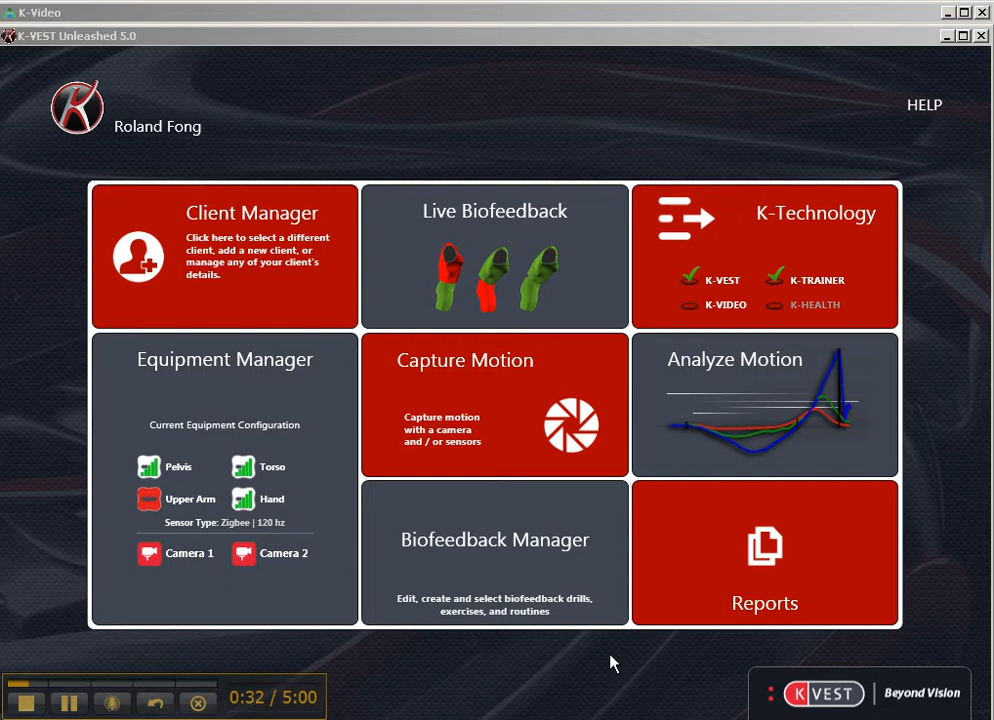 K-Video
K-VEST Unleashed 5.0
HELP
Roland Fong
Client Manager
Click here to select a different
client, add a new client, or
manage any of your client's
details.
Live Biofeedback
K-Technology
K-VEST
K-TRAINER
K-VIDEO
K-HEALTH
Equipment Manager
Current Equipment Configuration
Pelvis
Torso
Upper Arm
Hand
Sensor Type: Zigbee | 120 hz
Camera 1
Camera 2
Capture Motion
Capture motion
with a camera
and / or sensors
Analyze Motion
Biofeedback Manager
Edit, create and select biofeedback drills,
exercises, and routines
Reports
0:32 / 5:00
K VEST | Beyond Vision